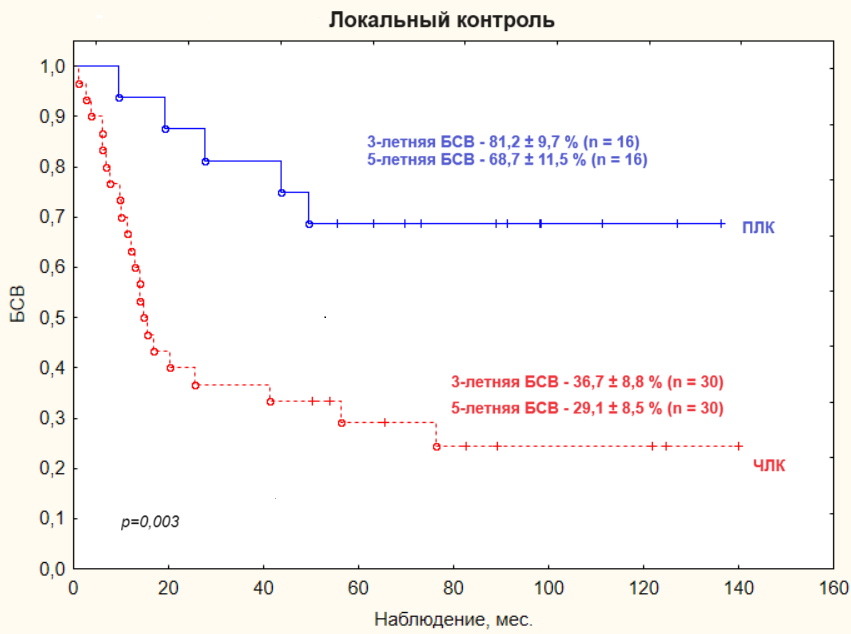 Локальный контроль
1,0
0,9
0,8
0,7
0,6
0,5
0,4
0,3
0,2
0,1
0,0
БСВ
3-летняя БСВ - 81,2 ± 9,7 % (n = 16)
5-летняя БСВ - 68,7 ± 11,5 % (n = 16)
ПЛК
3-летняя БСВ - 36,7 ± 8,8 % (n = 30)
5-летняя БСВ - 29,1 ± 8,5 % (n = 30)
ЧЛК
p=0,003
0 20 40 60 80 100 120 140 160
Наблюдение, мес.